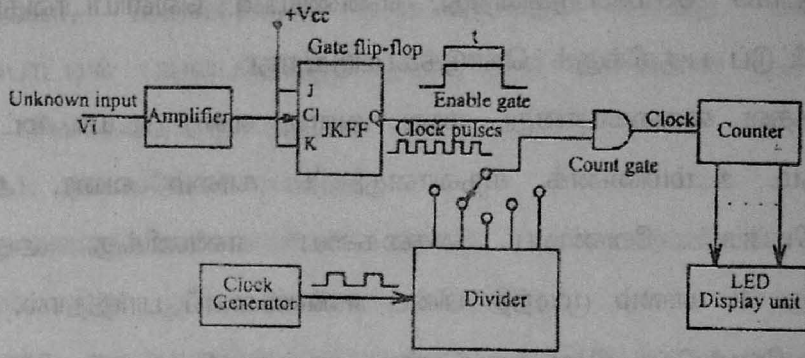 +Vcc
Gate flip-flop
t
Unknown input
Vi
Amplifier
J
Cl
Q
JKFF
K
Enable gate
Clock pulses
Clock
Counter
Count gate
Clock
Generator
Divider
LED
Display unit